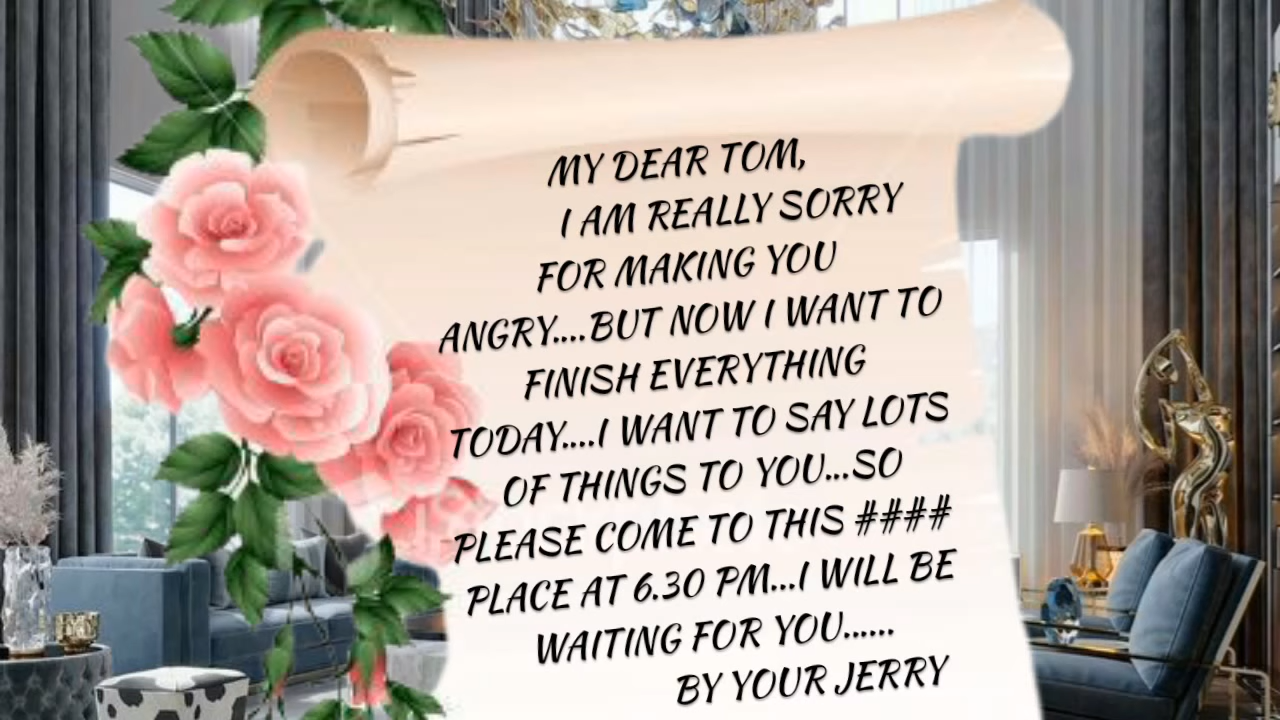 MY DEAR TOM,
I AM REALLY SORRY
FOR MAKING YOU
ANGRY....BUT NOW I WANT TO
FINISH EVERYTHING
TODAY....I WANT TO SAY LOTS
OF THINGS TO YOU...SO
PLEASE COME TO THIS ####
PLACE AT 6.30 PM...I WILL BE
WAITING FOR YOU......
BY YOUR JERRY